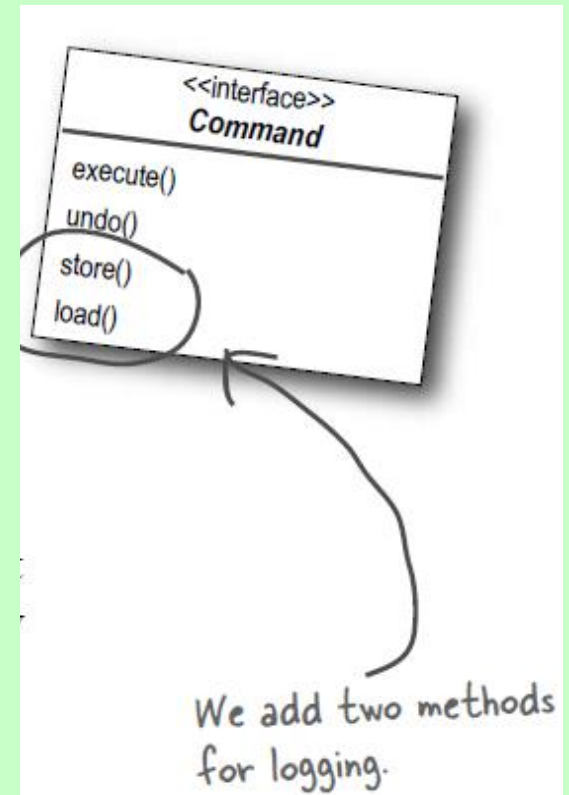 <<interface>>
Command
execute()
undo()
store()
load()
We add two methods
for logging.